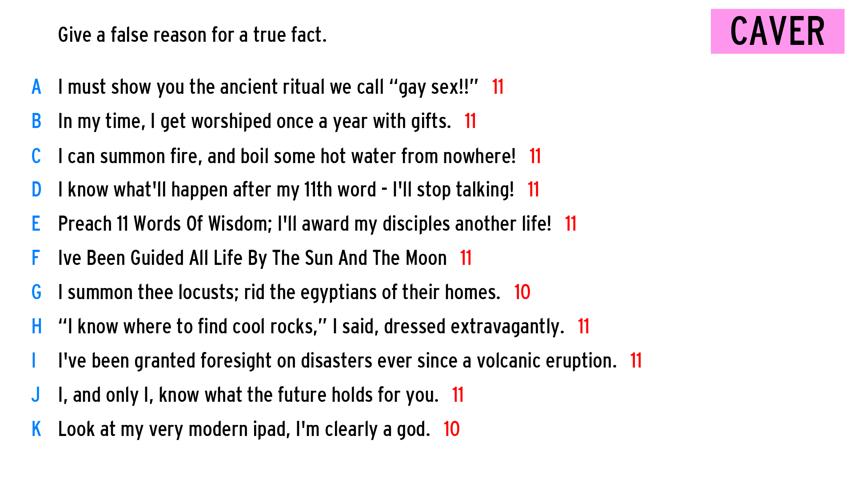 Give a false reason for a true fact.
CAVER
A I must show you the ancient ritual we call “gay sex!!” 11
B In my time, I get worshiped once a year with gifts. 11
C I can summon fire, and boil some hot water from nowhere! 11
D I know what'll happen after my 11th word - I'll stop talking! 11
E Preach 11 Words Of Wisdom; I'll award my disciples another life! 11
F Ive Been Guided All Life By The Sun And The Moon 11
G I summon thee locusts; rid the egyptians of their homes. 10
H “I know where to find cool rocks,” I said, dressed extravagantly. 11
I I've been granted foresight on disasters ever since a volcanic eruption. 11
J I, and only I, know what the future holds for you. 11
K Look at my very modern ipad, I'm clearly a god. 10